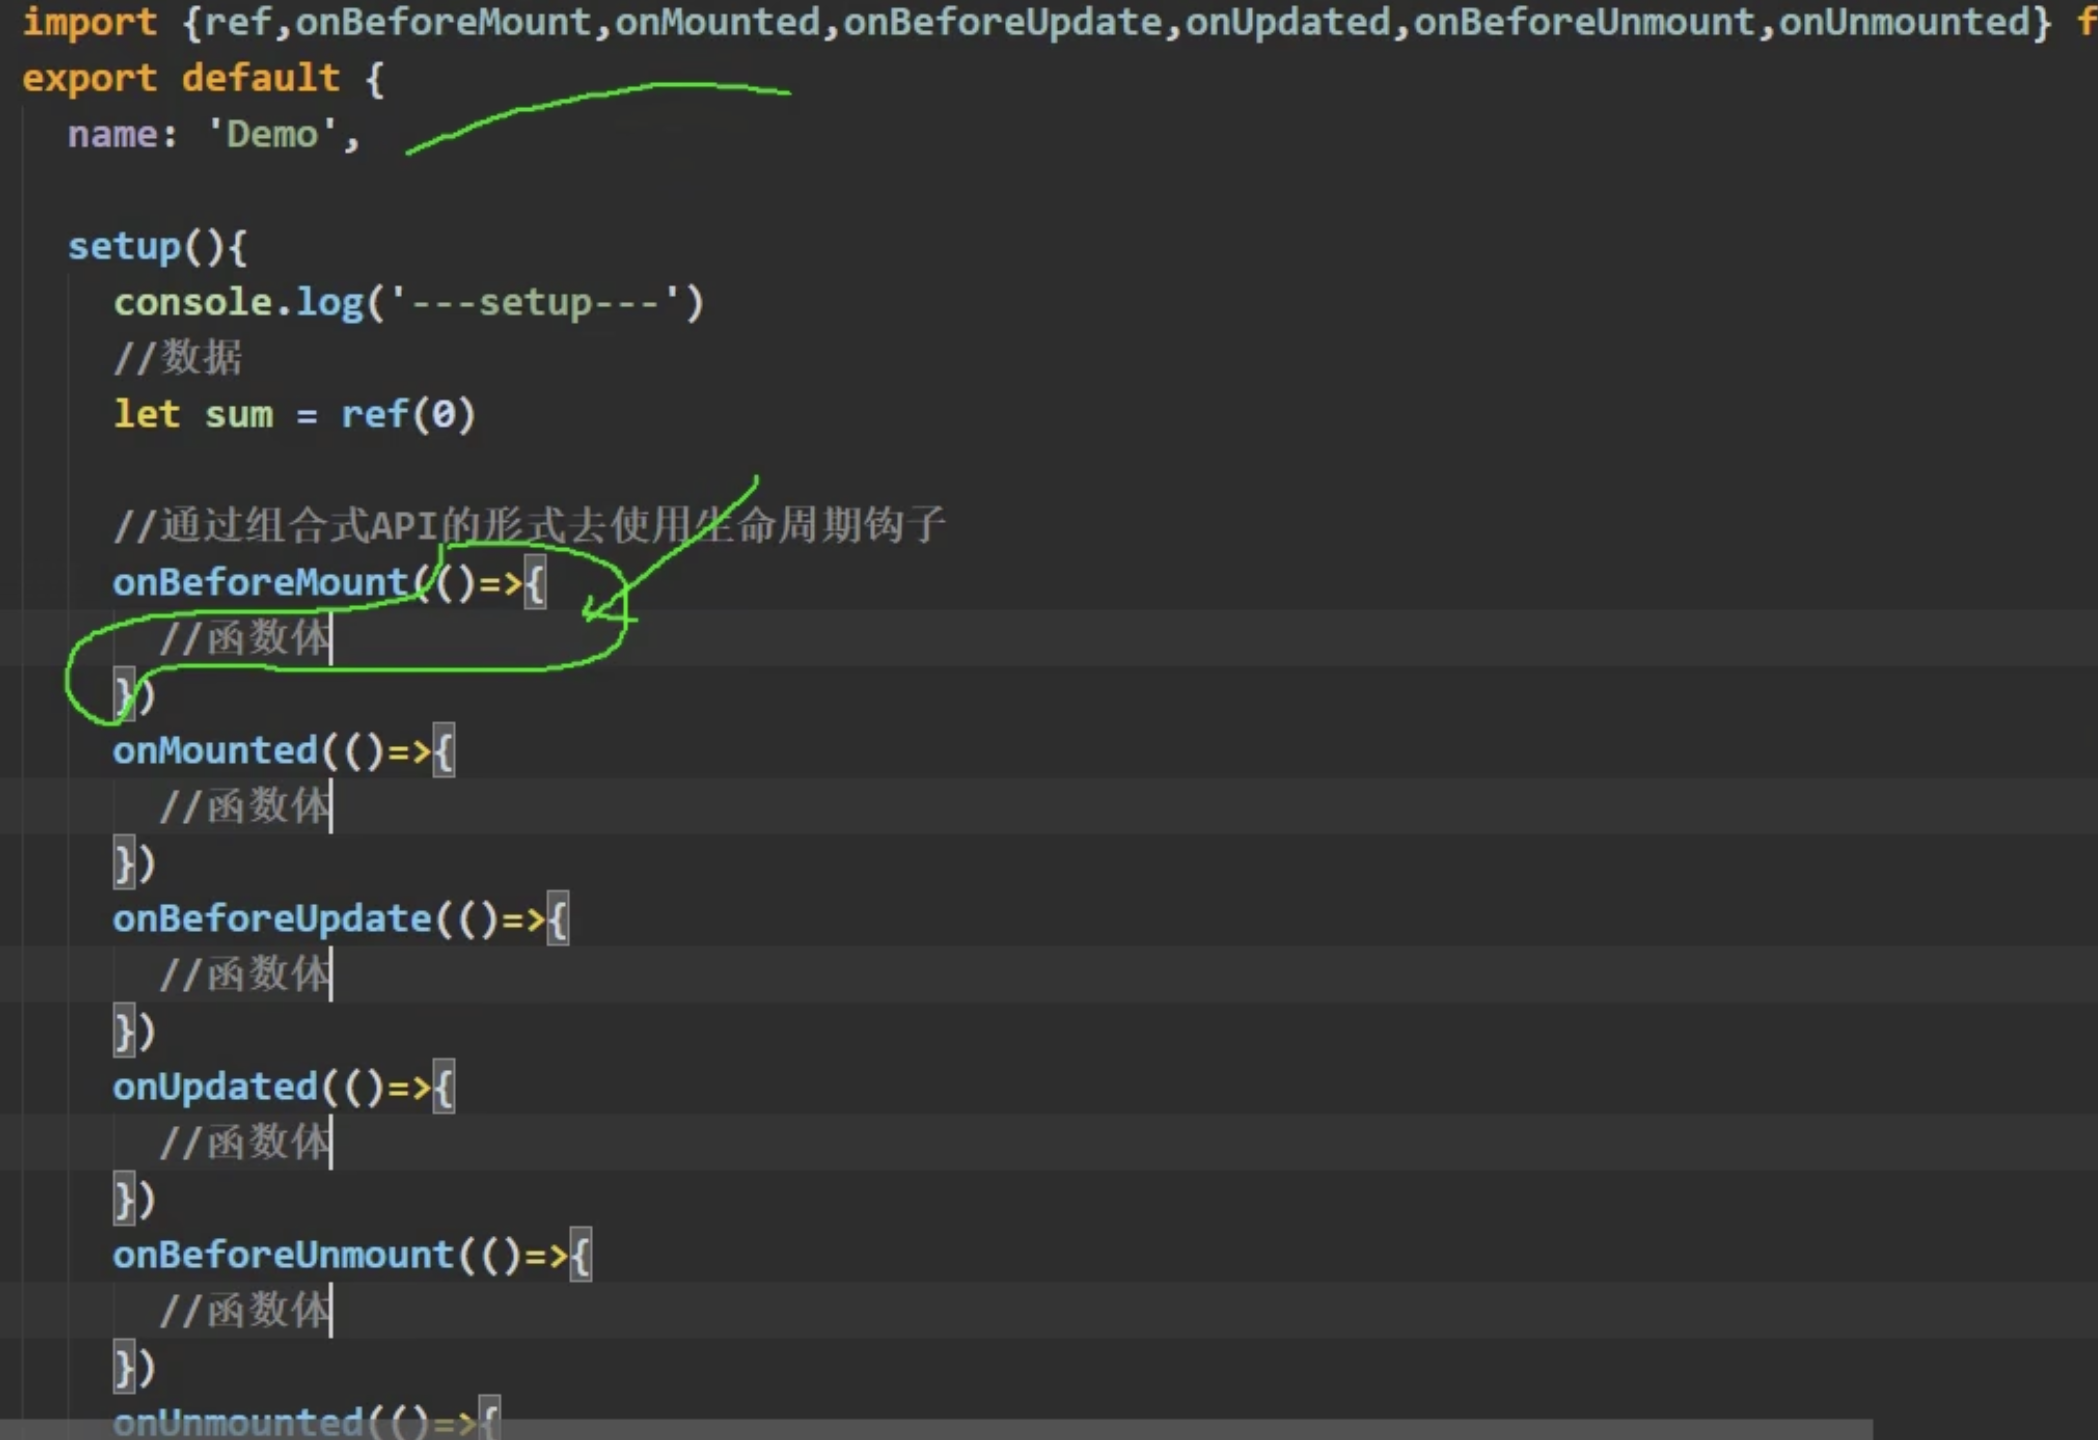 import {ref,onBeforeMount,onMounted,onBeforeUpdate,onUpdated,onBeforeUnmount,onUnmounted} f
export default {
name: 'Demo',
setup(){
console.log('---setup---')
//数据
let sum = ref(0)
//通过组合式API的形式去使用生命周期钩子
onBeforeMount(()=>{
//函数体
})
onMounted(()=>{
//函数体
})
onBeforeUpdate(()=>{
//函数体
})
onUpdated(()=>{
//函数体
})
onBeforeUnmount(()=>{
//函数体
})
onUnmounted(()=>{